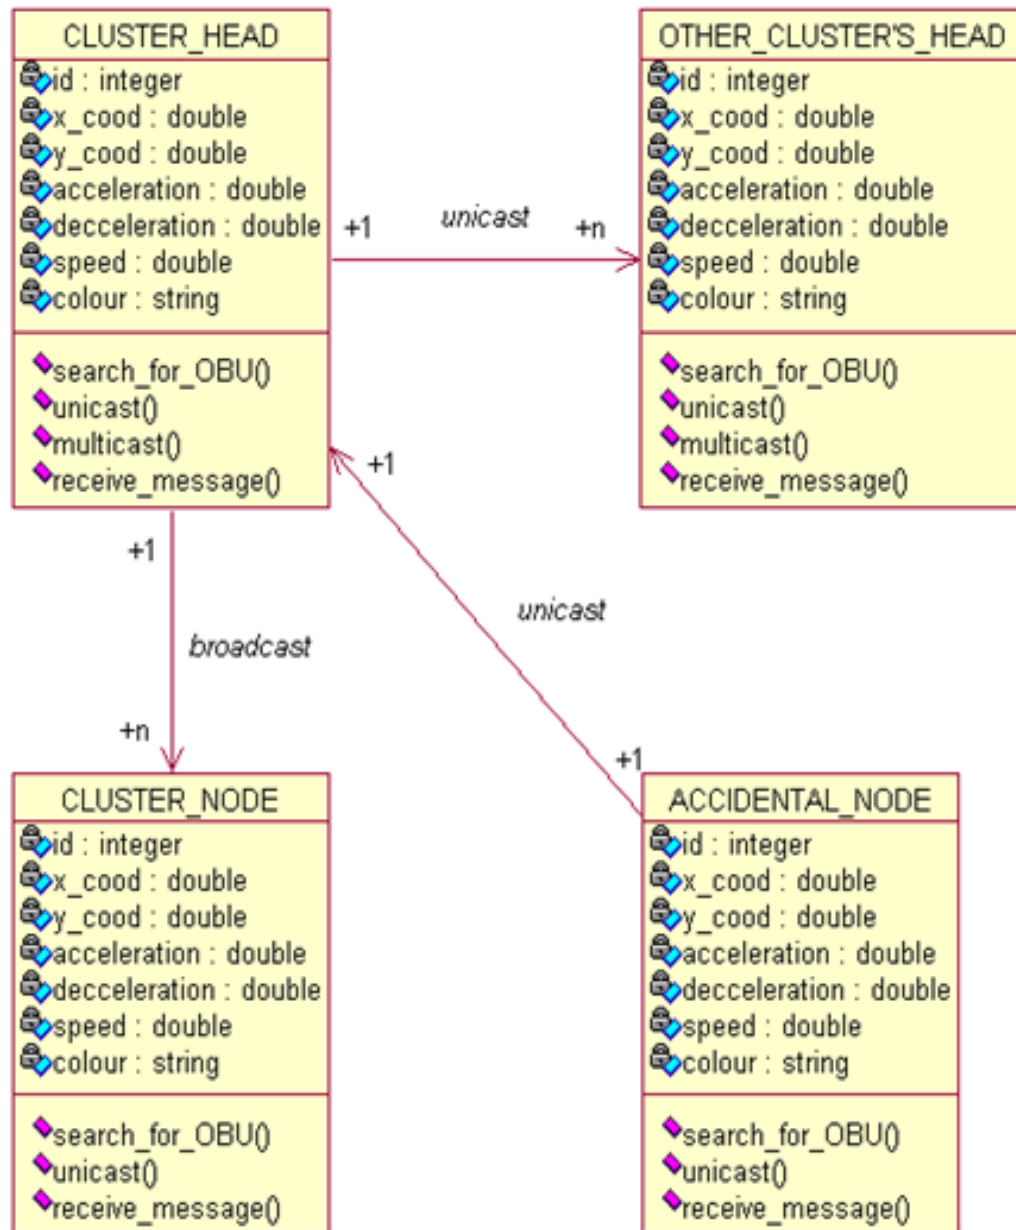 CLUSTER_HEAD
id : integer
x_cood : double
y_cood : double
acceleration : double
decceleration : double
speed : double
colour : string
search_for_OBU()
unicast()
multicast()
receive_message()
+1
unicast
+n
OTHER_CLUSTER'S_HEAD
id : integer
x_cood : double
y_cood : double
acceleration : double
decceleration : double
speed : double
colour : string
search_for_OBU()
unicast()
multicast()
receive_message()
+1
broadcast
+n
+1
unicast
+1
CLUSTER_NODE
id : integer
x_cood : double
y_cood : double
acceleration : double
decceleration : double
speed : double
colour : string
search_for_OBU()
unicast()
receive_message()
ACCIDENTAL_NODE
id : integer
x_cood : double
y_cood : double
acceleration : double
decceleration : double
speed : double
colour : string
search_for_OBU()
unicast()
receive_message()